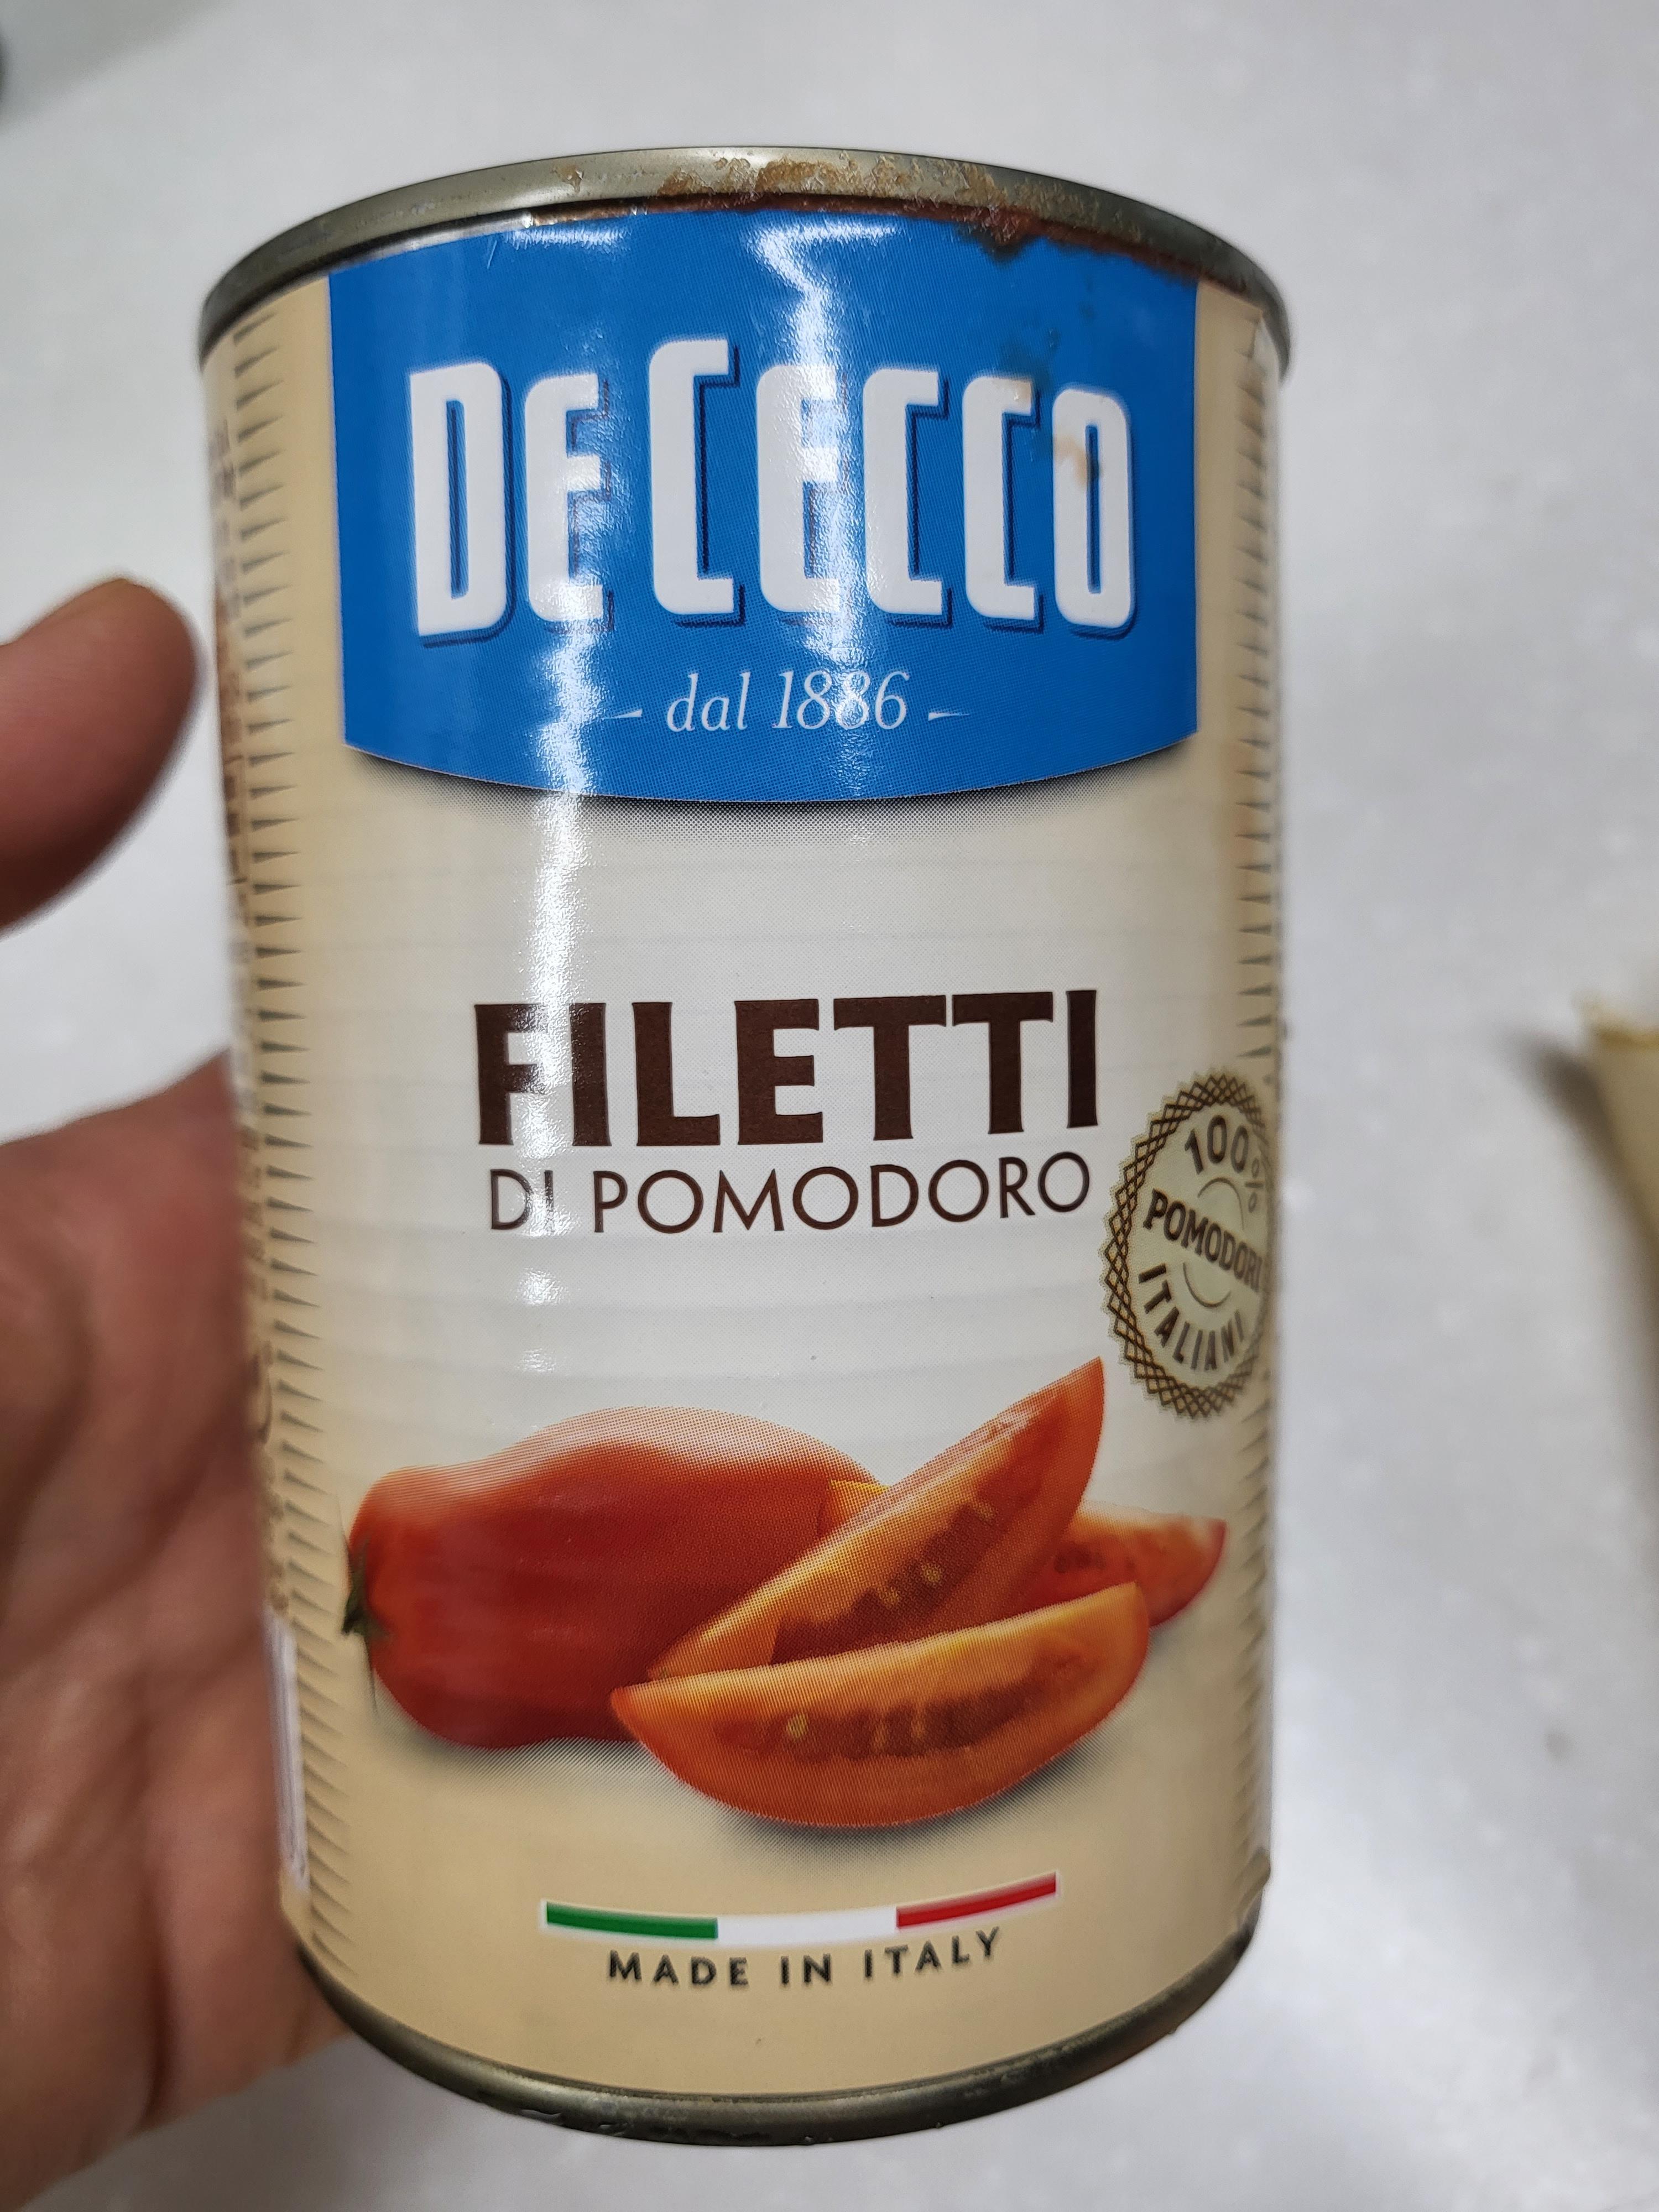 DE CECCO
dal 1886
FILETTI
DI POMODORO
100%
POMODORI
ITALIANI
MADE IN ITALY